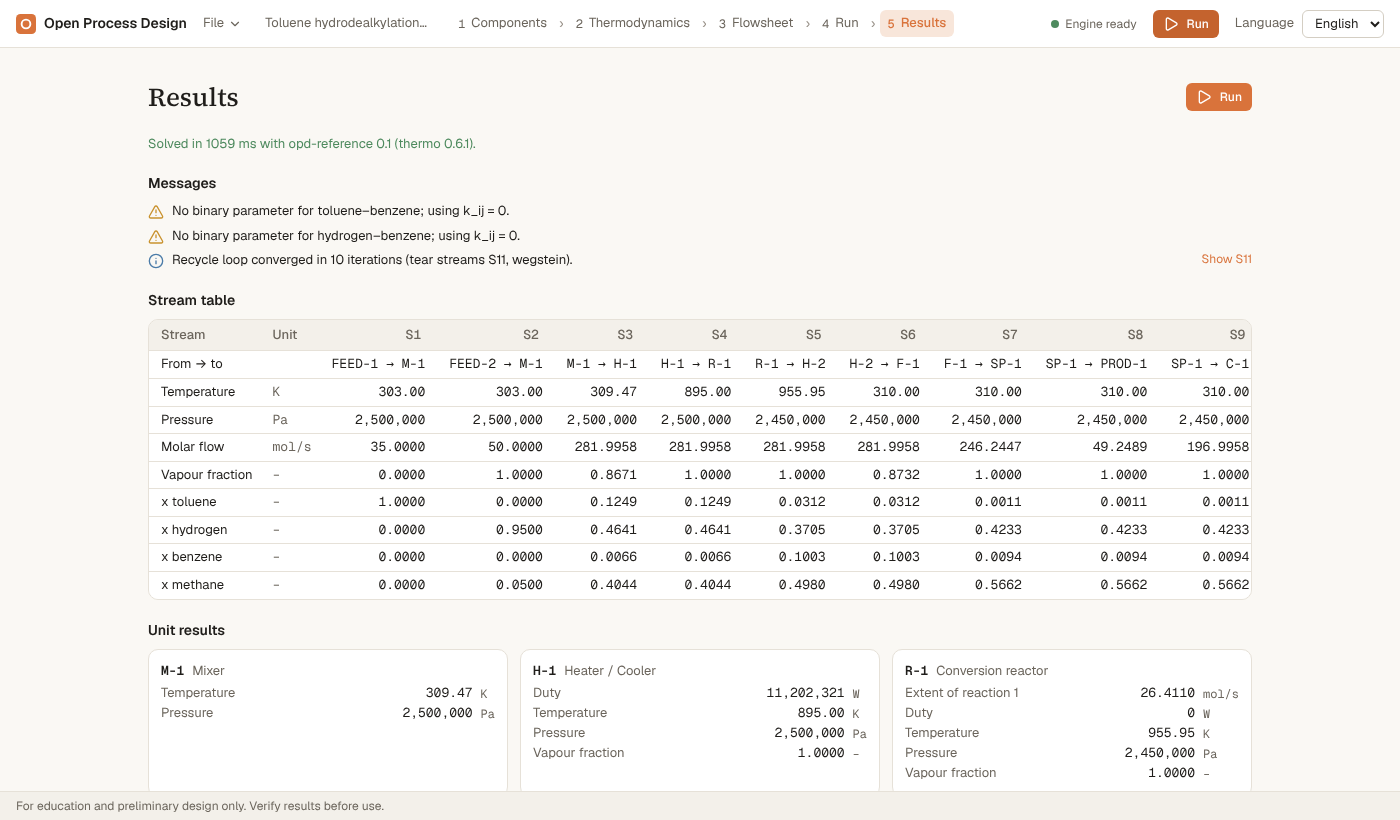 Open Process Design File Toluene hydrodealkylation… 1 Components › 2 Thermodynamics › 3 Flowsheet › 4 Run › 5 Results Engine ready Run Language English
Results Run
Solved in 1059 ms with opd-reference 0.1 (thermo 0.6.1).
Messages
No binary parameter for toluene–benzene; using k_ij = 0.
No binary parameter for hydrogen–benzene; using k_ij = 0.
Recycle loop converged in 10 iterations (tear streams S11, wegstein). Show S11
Stream table
Stream Unit S1 S2 S3 S4 S5 S6 S7 S8 S9
From → to FEED-1 → M-1 FEED-2 → M-1 M-1 → H-1 H-1 → R-1 R-1 → H-2 H-2 → F-1 F-1 → SP-1 SP-1 → PROD-1 SP-1 → C-1
Temperature K 303.00 303.00 309.47 895.00 955.95 310.00 310.00 310.00 310.00
Pressure Pa 2,500,000 2,500,000 2,500,000 2,500,000 2,450,000 2,450,000 2,450,000 2,450,000 2,450,000
Molar flow mol/s 35.0000 50.0000 281.9958 281.9958 281.9958 281.9958 246.2447 49.2489 196.9958
Vapour fraction – 0.0000 1.0000 0.8671 1.0000 1.0000 0.8732 1.0000 1.0000 1.0000
x toluene – 1.0000 0.0000 0.1249 0.1249 0.0312 0.0312 0.0011 0.0011 0.0011
x hydrogen – 0.0000 0.9500 0.4641 0.4641 0.3705 0.3705 0.4233 0.4233 0.4233
x benzene – 0.0000 0.0000 0.0066 0.0066 0.1003 0.1003 0.0094 0.0094 0.0094
x methane – 0.0000 0.0500 0.4044 0.4044 0.4980 0.4980 0.5662 0.5662 0.5662
Unit results
M-1 Mixer
Temperature 309.47 K
Pressure 2,500,000 Pa
H-1 Heater / Cooler
Duty 11,202,321 W
Temperature 895.00 K
Pressure 2,500,000 Pa
Vapour fraction 1.0000 –
R-1 Conversion reactor
Extent of reaction 1 26.4110 mol/s
Duty 0 W
Temperature 955.95 K
Pressure 2,450,000 Pa
Vapour fraction 1.0000 –
For education and preliminary design only. Verify results before use.